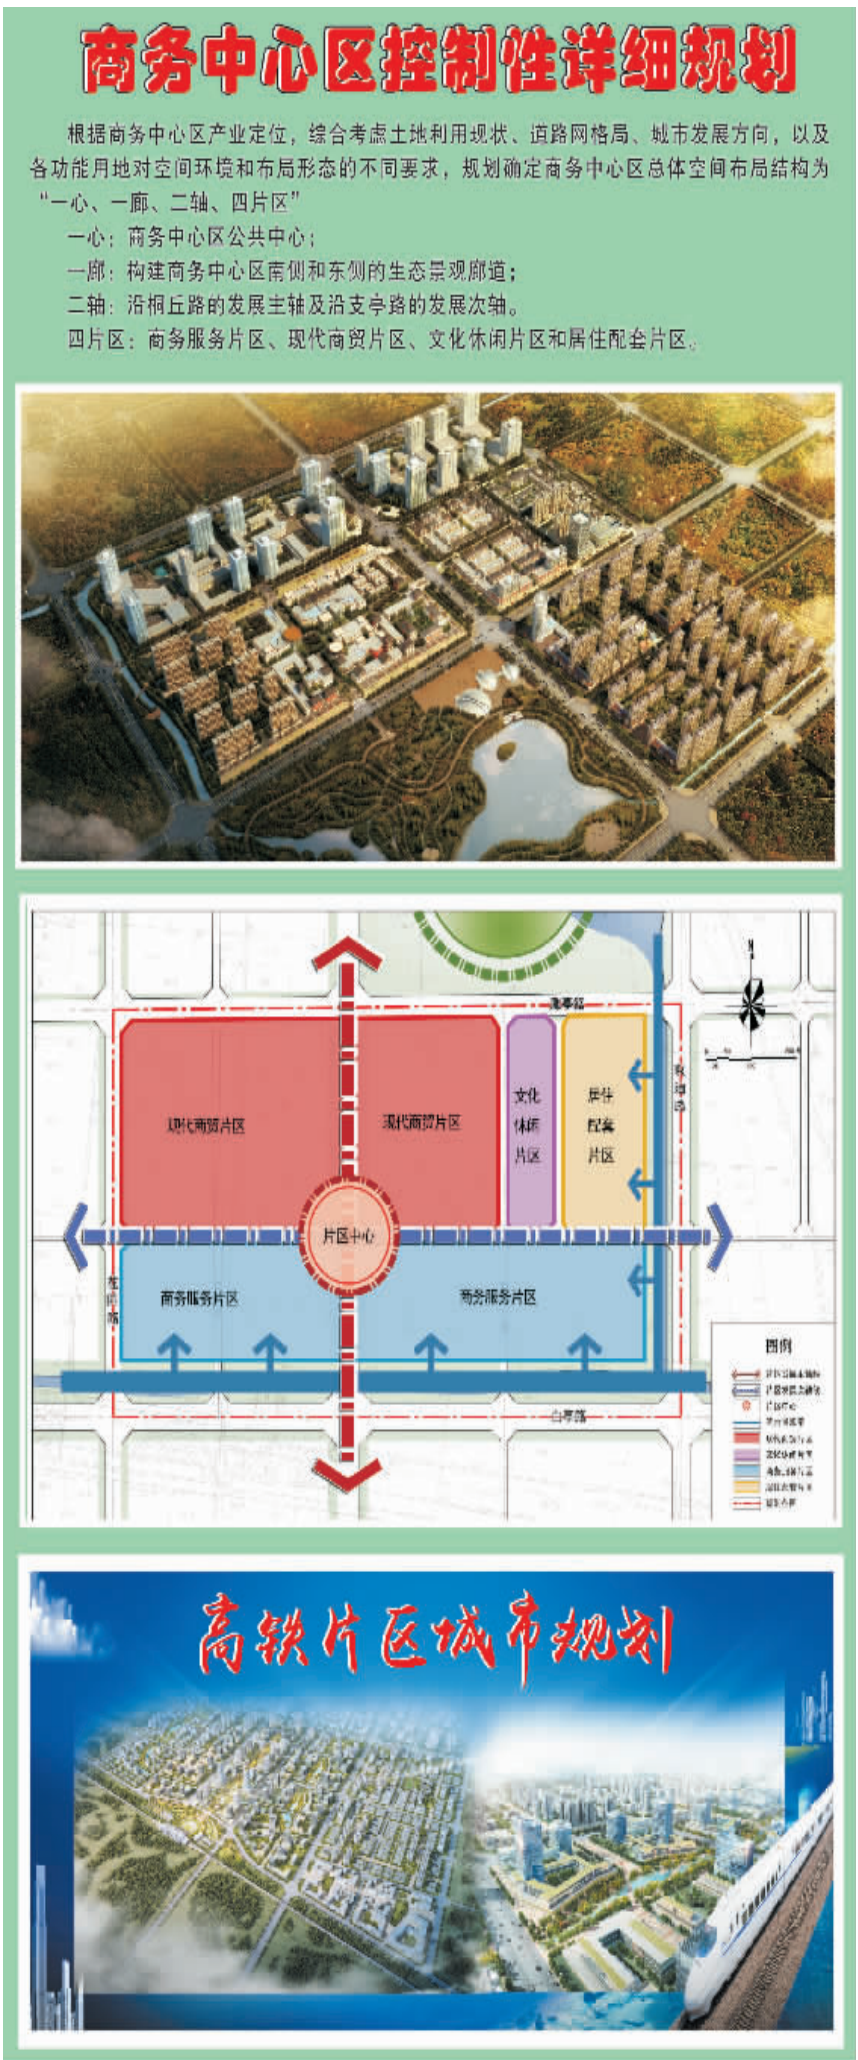 商务中心区控制性详细规划
根据商务中心区产业定位，综合考虑土地利用现状、道路网格局、城市发展方向，以及
各功能用地对空间环境和布局形态的不同要求，规划确定商务中心区总体空间布局结构为
“一心、一廊、二轴、四片区”
一心：商务中心区公共中心；
一廊：构建商务中心区南侧和东侧的生态景观廊道；
二轴：沿桐丘路的发展主轴及沿支亭路的发展次轴。
四片区：商务服务片区、现代商贸片区、文化休闲片区和居住配套片区。
N
现代商贸片区
现代商贸片区
文化
休闲
片区
居住
配套
片区
片区中心
商务服务片区
商务服务片区
图例
高铁片区城市规划